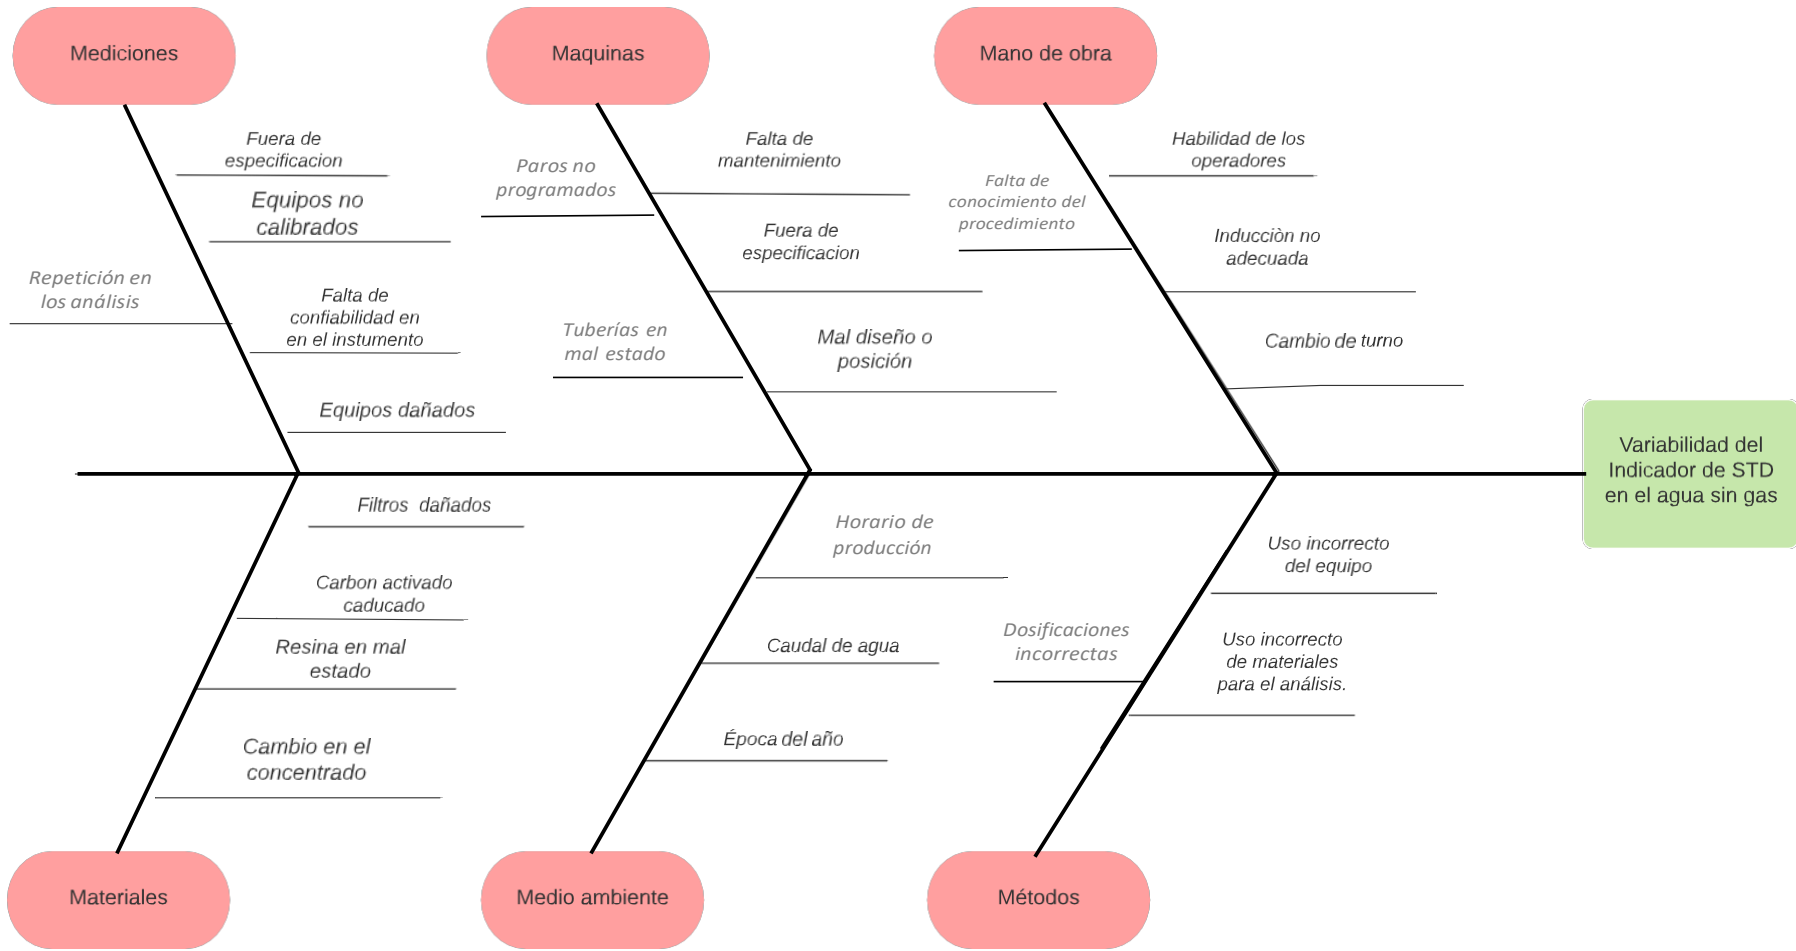 Mediciones
Maquinas
Mano de obra
Fuera de
especificacion
Equipos no
calibrados
Repetición en
los análisis
Falta de
confiabilidad en
en el instumento
Equipos dañados
Paros no
programados
Falta de
mantenimiento
Fuera de
especificacion
Tuberías en
mal estado
Mal diseño o
posición
Habilidad de los
operadores
Falta de
conocimiento del
procedimiento
Inducciòn no
adecuada
Cambio de turno
Variabilidad del
Indicador de STD
en el agua sin gas
Filtros dañados
Carbon activado
caducado
Resina en mal
estado
Cambio en el
concentrado
Horario de
producción
Caudal de agua
Época del año
Uso incorrecto
del equipo
Dosificaciones
incorrectas
Uso incorrecto
de materiales
para el análisis.
Materiales
Medio ambiente
Métodos